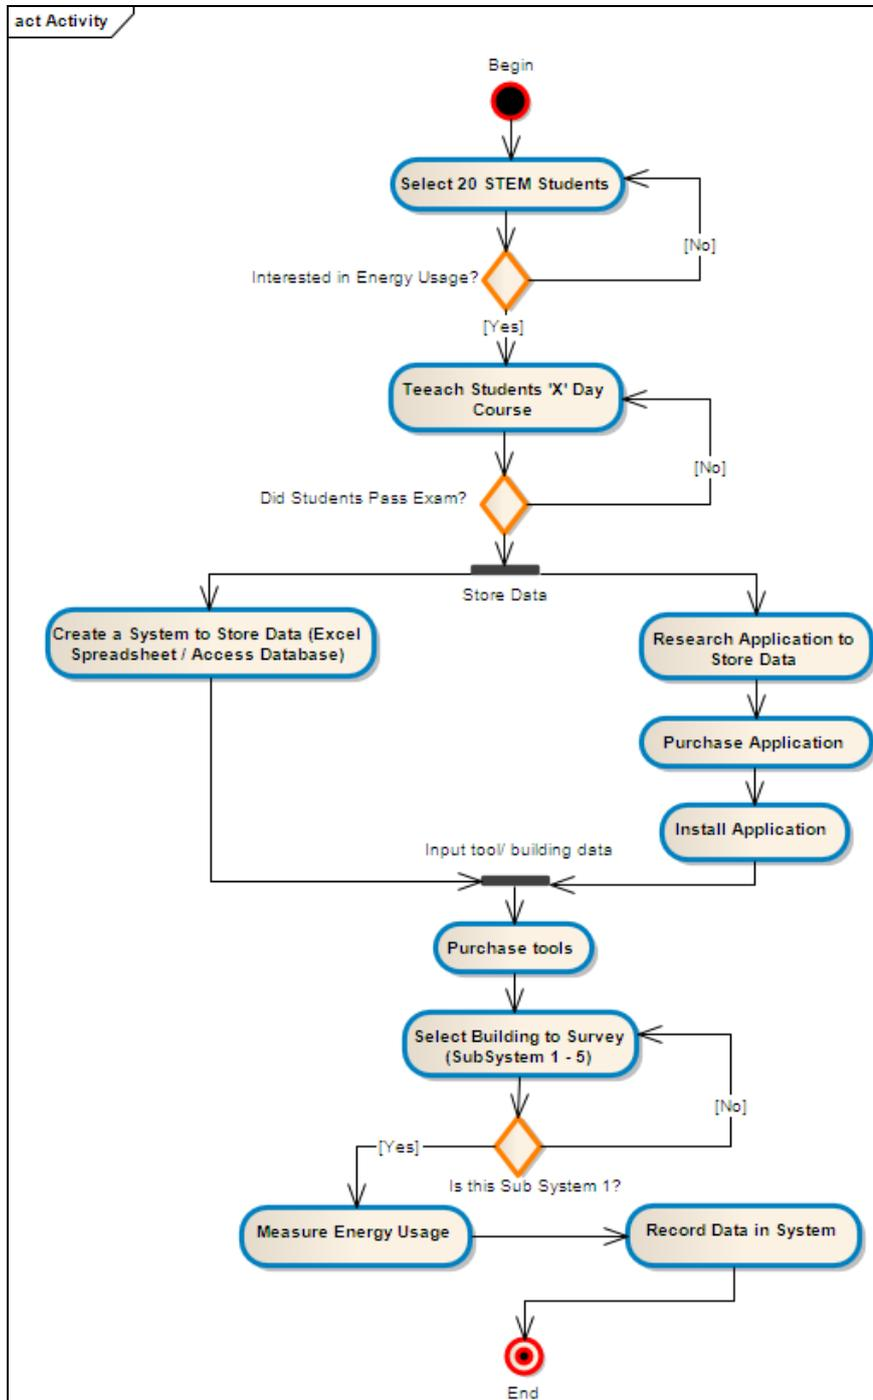 act Activity
Begin
Select 20 STEM Students
[No]
Interested in Energy Usage?
[Yes]
Teeach Students 'X' Day
Course
[No]
Did Students Pass Exam?
Store Data
Create a System to Store Data (Excel
Spreadsheet / Access Database)
Research Application to
Store Data
Purchase Application
Install Application
Input tool/ building data
Purchase tools
Select Building to Survey
(SubSystem 1 - 5)
[No]
[Yes]
Is this Sub System 1?
Measure Energy Usage
Record Data in System
End